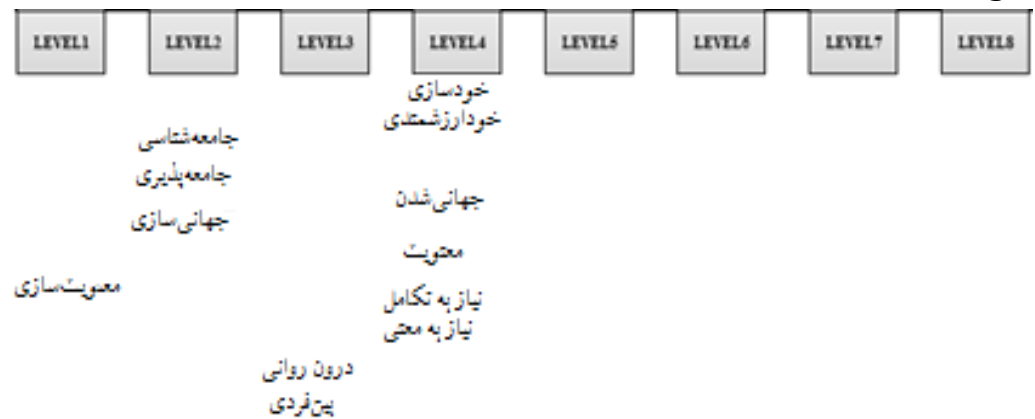 LEVEL1 LEVEL2 LEVEL3 LEVEL4 LEVEL5 LEVEL6 LEVEL7 LEVEL8
خودسازی
خودارزشمندی
جامعه‌شناسی
جامعه‌پذیری
جهانی‌شدن
جهانی‌سازی
معنویت
معنویت‌سازی
نیاز به تکامل
نیاز به معنی
درون روانی
بین‌فردی